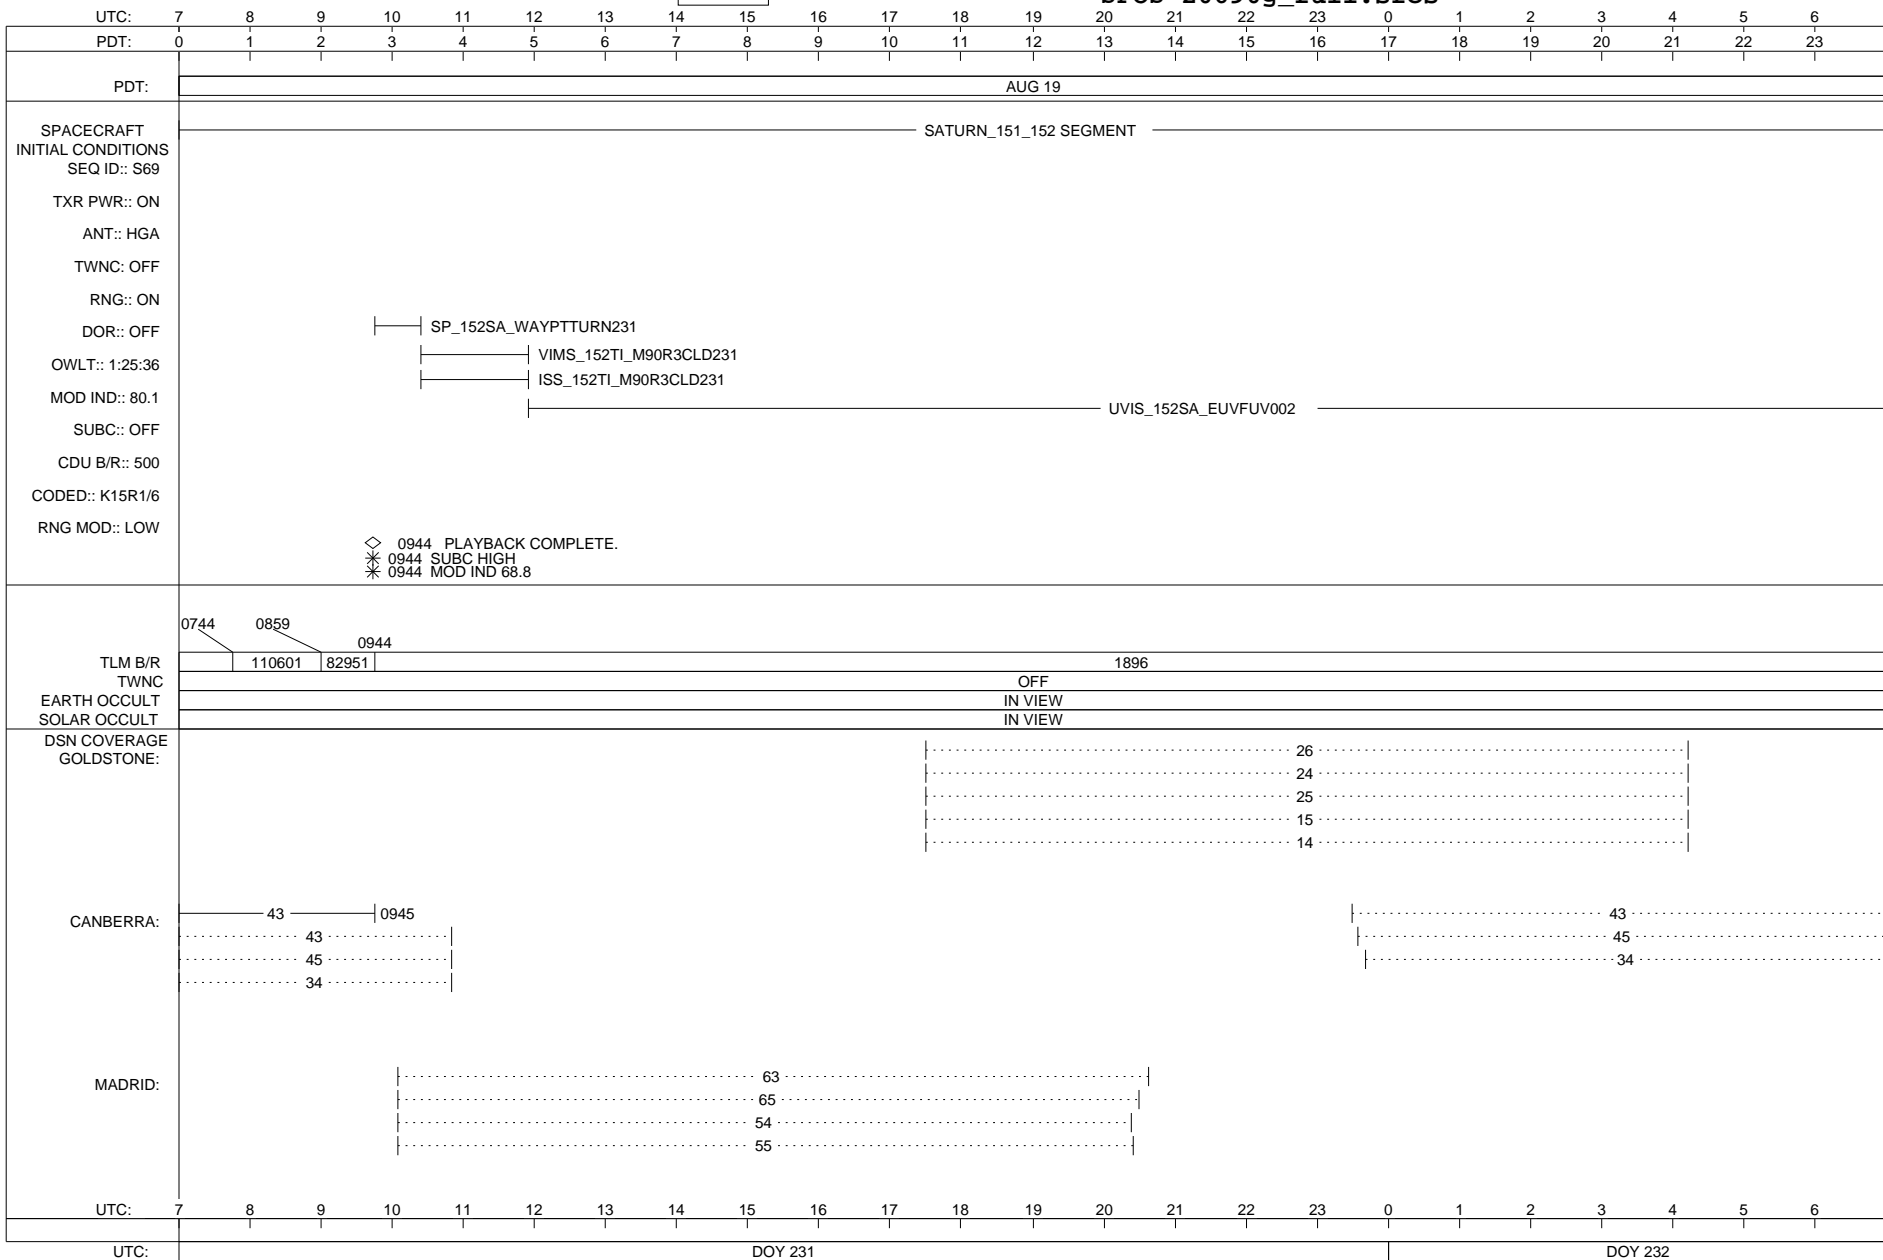 UTC: 7 8 9 10 11 12 13 14 15 16 17 18 19 20 21 22 23 0 1 2 3 4 5 6
PDT: 0 1 2 3 4 5 6 7 8 9 10 11 12 13 14 15 16 17 18 19 20 21 22 23
PDT: AUG 19
SPACECRAFT
INITIAL CONDITIONS
SATURN_151_152 SEGMENT
SEQ ID:: S69
TXR PWR:: ON
ANT:: HGA
TWNC: OFF
RNG:: ON
DOR:: OFF
OWLT:: 1:25:36
MOD IND:: 80.1
SUBC:: OFF
CDU B/R:: 500
CODED:: K15R1/6
RNG MOD:: LOW
SP_152SA_WAYPTTURN231
VIMS_152TI_M90R3CLD231
ISS_152TI_M90R3CLD231
UVIS_152SA_EUVFUV002
0944 PLAYBACK COMPLETE.
0944 SUBC HIGH
0944 MOD IND 68.8
0744 0859
0944
TLM B/R 110601 82951 1896
TWNC OFF
EARTH OCCULT IN VIEW
SOLAR OCCULT IN VIEW
DSN COVERAGE
GOLDSTONE:
26
24
25
15
14
CANBERRA:
43 0945 43
43 45
45 34
34
MADRID:
63
65
54
55
UTC: 7 8 9 10 11 12 13 14 15 16 17 18 19 20 21 22 23 0 1 2 3 4 5 6
UTC: DOY 231 DOY 232